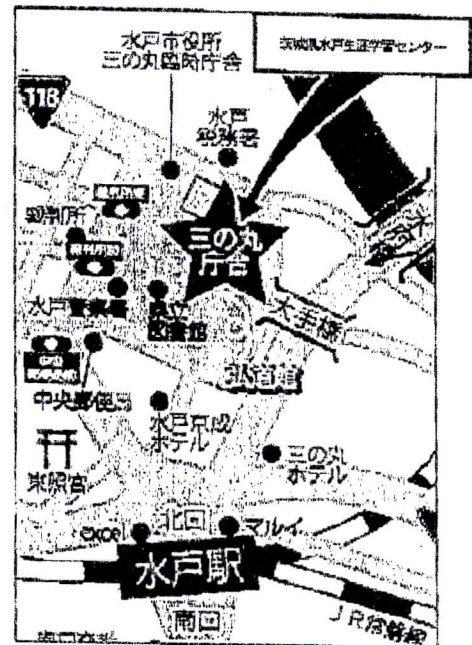 水戸市役所
三の丸臨時庁舎
茨城県水戸生涯学習センター
118
水戸
税務署
裁判所
三の丸
庁舎
水戸警察署
県立
図書館
大手橋
弘道館
中央郵便局
水戸京成
ホテル
三の丸
ホテル
東照宮
excel
北口
マルイ
水戸駅
南口
JR常磐線